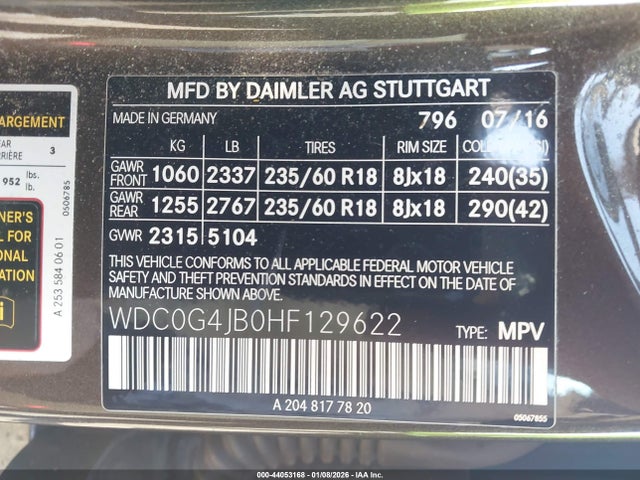 MFD BY DAIMLER AG STUTTGART
MADE IN GERMANY 796 07/16
KG LB TIRES RIM SIZE
GAWR FRONT 1060 2337 235/60 R18 8Jx18 240(35)
GAWR REAR 1255 2767 235/60 R18 8Jx18 290(42)
GVWR 2315 5104
THIS VEHICLE CONFORMS TO ALL APPLICABLE FEDERAL MOTOR VEHICLE
SAFETY AND THEFT PREVENTION STANDARDS IN EFFECT ON THE DATE
OF MANUFACTURE SHOWN ABOVE.
WDC0G4JB0HF129622 TYPE: MPV
A 204 817 78 20
05067855
3
952 lbs. lb.
0506785
A 253 584 06 01
000-44053168 - 01/08/2026 - IAA, Inc.